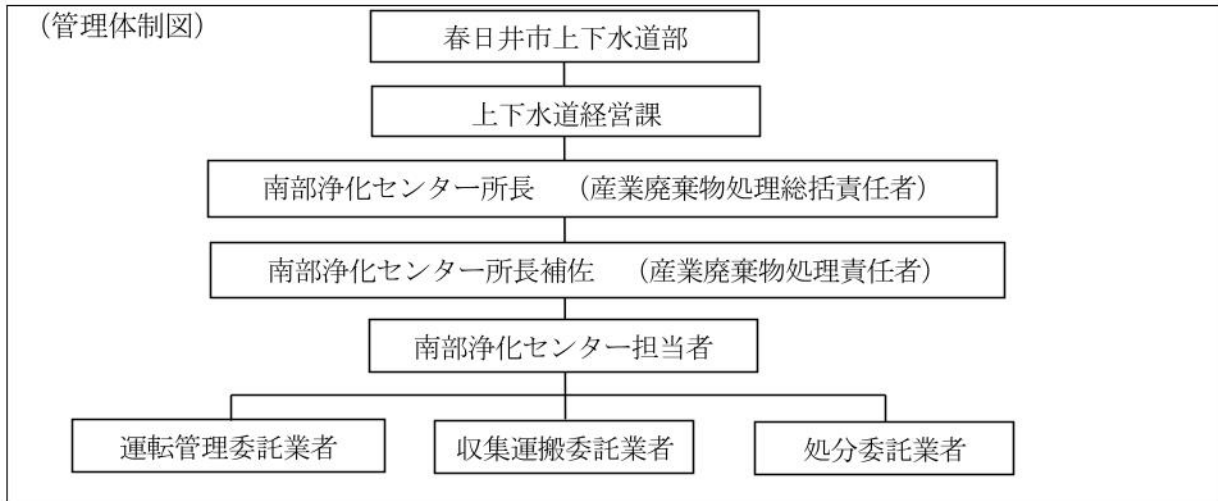 (管理体制図)
春日井市上下水道部
上下水道経営課
南部浄化センター所長　(産業廃棄物処理総括責任者)
南部浄化センター所長補佐　(産業廃棄物処理責任者)
南部浄化センター担当者
運転管理委託業者　収集運搬委託業者　処分委託業者